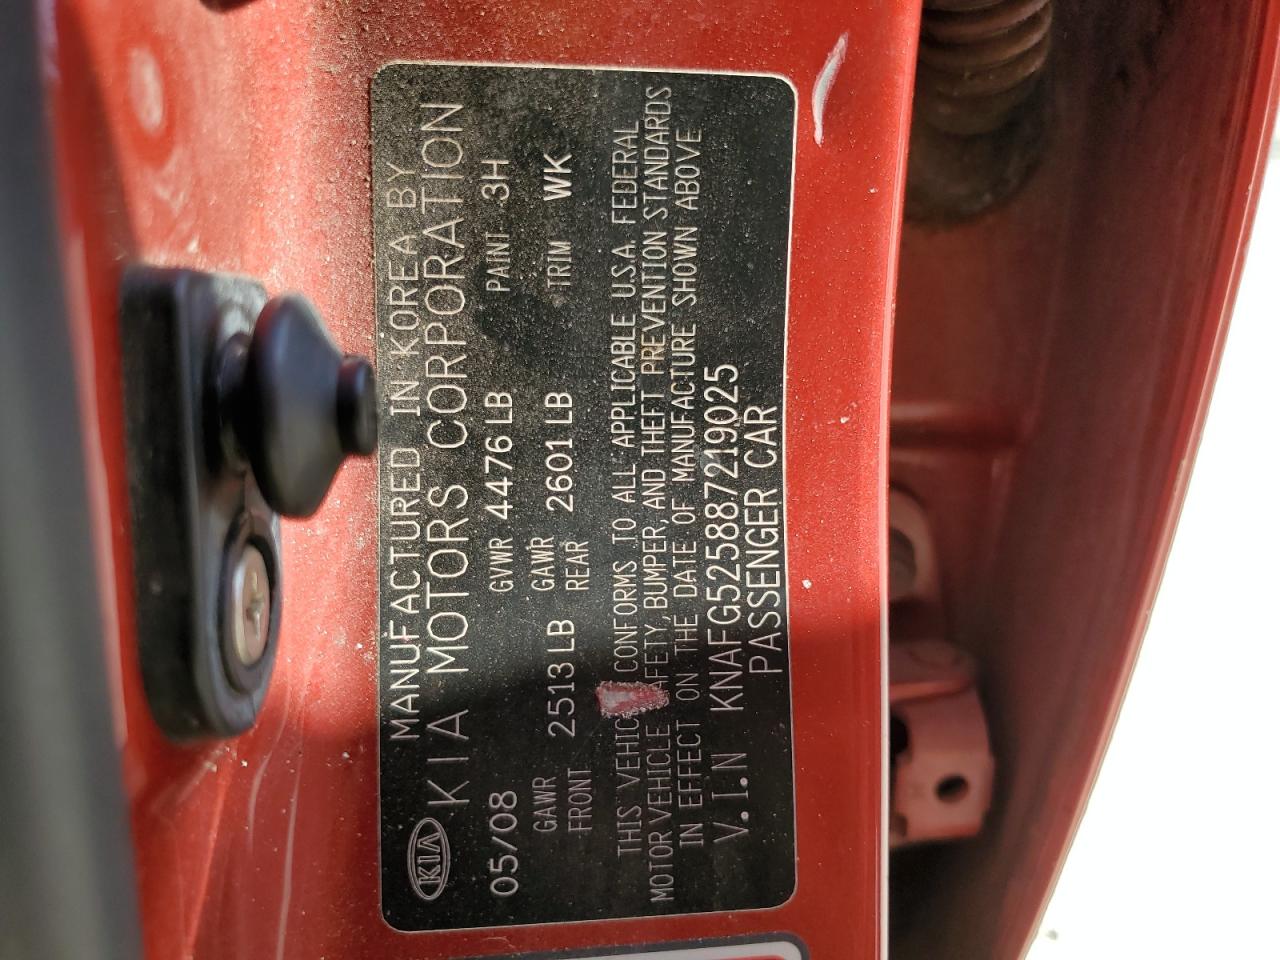 MANUFACTURED IN KOREA BY
KIA KIA MOTORS CORPORATION
05/08 GVWR 4476 LB PAINT 3H
GAWR FRONT 2513 LB GAWR REAR 2601 LB TRIM WK
THIS VEHIC CONFORMS TO ALL APPLICABLE U.S.A. FEDERAL
MOTOR VEHICLE AFETY, BUMPER, AND THEFT PREVENTION STANDARDS
IN EFFECT ON THE DATE OF MANUFACTURE SHOWN ABOVE
V.I.N KNAFG525887219025
PASSENGER CAR